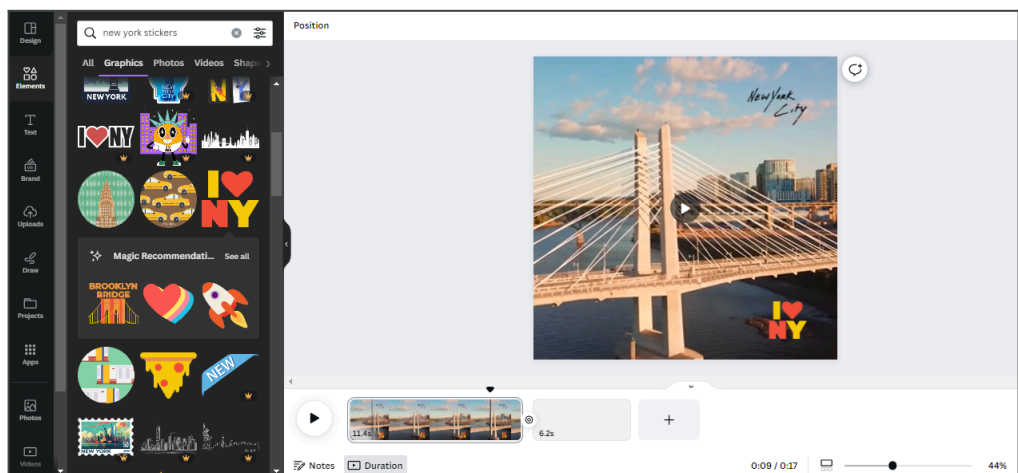 Design
Elements
Text
Brand
Uploads
Draw
Projects
Apps
Photos
Videos
new york stickers
All Graphics Photos Videos Shape
NEW YORK
I NY
I
NY
Magic Recommendati... See all
BROOKLYN
BRIDGE
NEW
NEW YORK
Position
New York
City
I
NY
11.4s
6.2s
Notes
Duration
0:09 / 0:17
44%